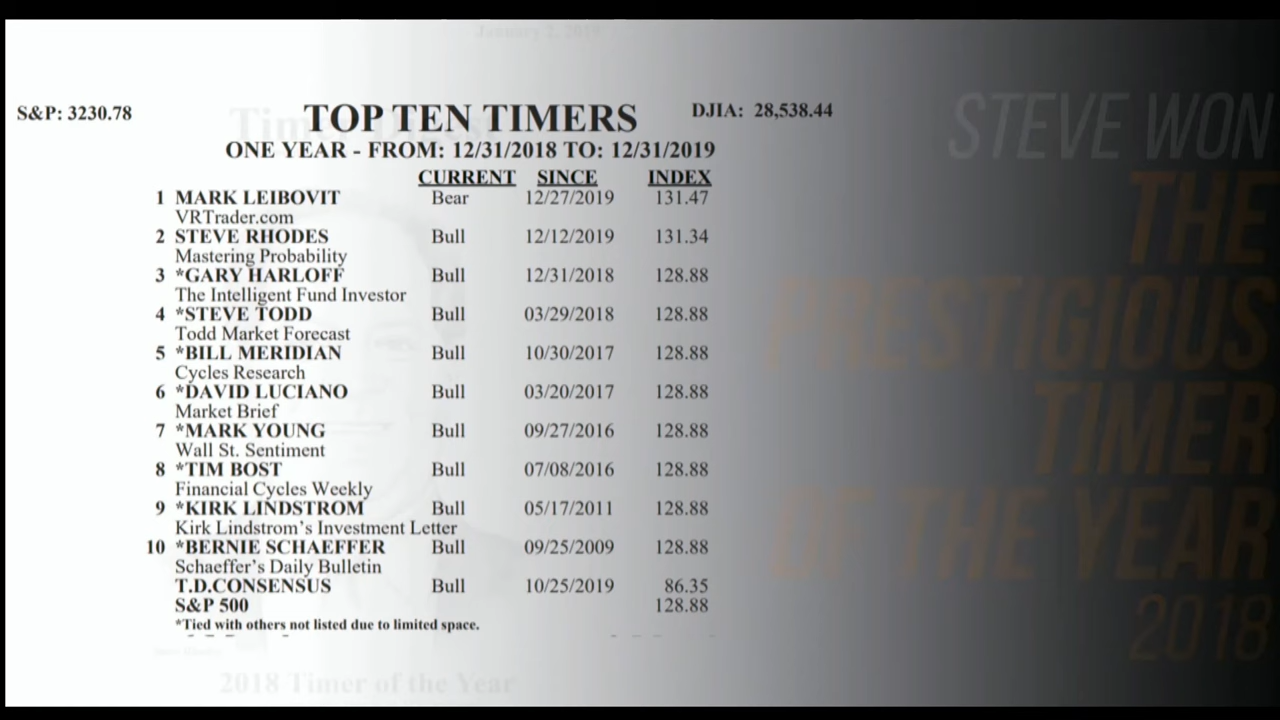 January 2, 2019
S&P: 3230.78
TOP TEN TIMERS
DJIA: 28,538.44
ONE YEAR - FROM: 12/31/2018 TO: 12/31/2019
CURRENT SINCE INDEX
1 MARK LEIBOVIT Bear 12/27/2019 131.47
VRTrader.com
2 STEVE RHODES Bull 12/12/2019 131.34
Mastering Probability
3 *GARY HARLOFF Bull 12/31/2018 128.88
The Intelligent Fund Investor
4 *STEVE TODD Bull 03/29/2018 128.88
Todd Market Forecast
5 *BILL MERIDIAN Bull 10/30/2017 128.88
Cycles Research
6 *DAVID LUCIANO Bull 03/20/2017 128.88
Market Brief
7 *MARK YOUNG Bull 09/27/2016 128.88
Wall St. Sentiment
8 *TIM BOST Bull 07/08/2016 128.88
Financial Cycles Weekly
9 *KIRK LINDSTROM Bull 05/17/2011 128.88
Kirk Lindstrom's Investment Letter
10 *BERNIE SCHAEFFER Bull 09/25/2009 128.88
Schaeffer's Daily Bulletin
T.D.CONSENSUS Bull 10/25/2019 86.35
S&P 500 128.88
*Tied with others not listed due to limited space.
2018 Timer of the Year
STEVE WON
THE
PRESTIGIOUS
TIMER
OF THE YEAR
2018